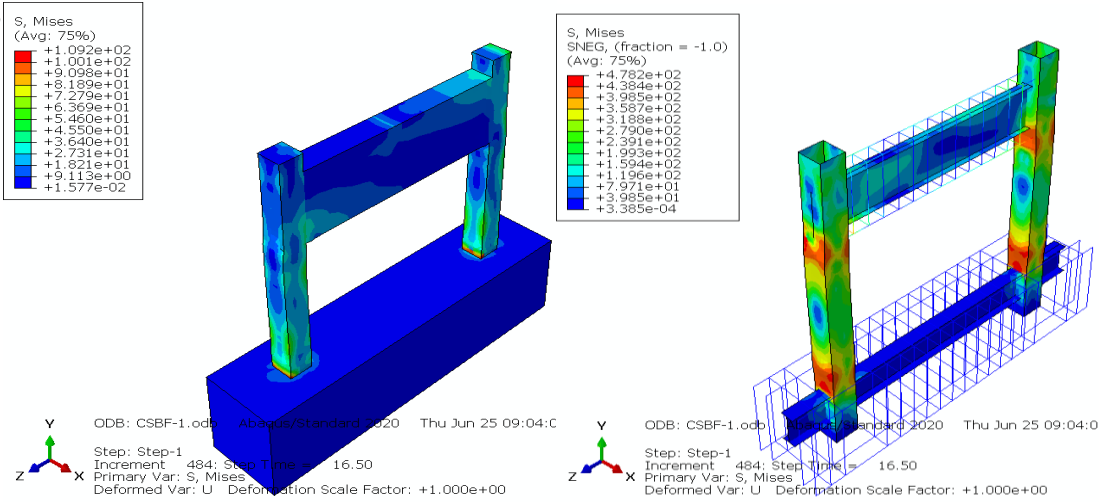 S, Mises
(Avg: 75%)
+1.092e+02
+1.001e+02
+9.098e+01
+8.189e+01
+7.279e+01
+6.369e+01
+5.460e+01
+4.550e+01
+3.640e+01
+2.731e+01
+1.821e+01
+9.113e+00
+1.577e-02
S, Mises
SNEG, (fraction = -1.0)
(Avg: 75%)
+4.782e+02
+4.384e+02
+3.985e+02
+3.587e+02
+3.188e+02
+2.790e+02
+2.391e+02
+1.993e+02
+1.594e+02
+1.196e+02
+7.971e+01
+3.985e+01
+3.385e-04
Y
Z
X
ODB: CSBF-1.odb Abaqus/Standard 2020 Thu Jun 25 09:04:0
Step: Step-1
Increment 484: Step Time = 16.50
Primary Var: S, Mises
Deformed Var: U Deformation Scale Factor: +1.000e+00
Y
Z
X
ODB: CSBF-1.odb Abaqus/Standard 2020 Thu Jun 25 09:04:0
Step: Step-1
Increment 484: Step Time = 16.50
Primary Var: S, Mises
Deformed Var: U Deformation Scale Factor: +1.000e+00